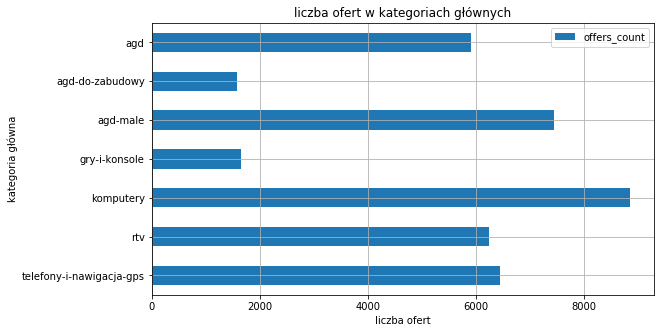 liczba ofert w kategoriach głównych
offers_count
kategoria główna
agd
agd-do-zabudowy
agd-male
gry-i-konsole
komputery
rtv
telefony-i-nawigacja-gps
0 2000 4000 6000 8000
liczba ofert